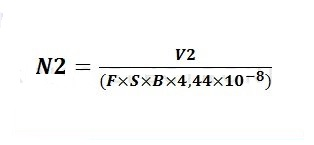 N2 = V2 / (F×S×B×4,44×10⁻⁸)